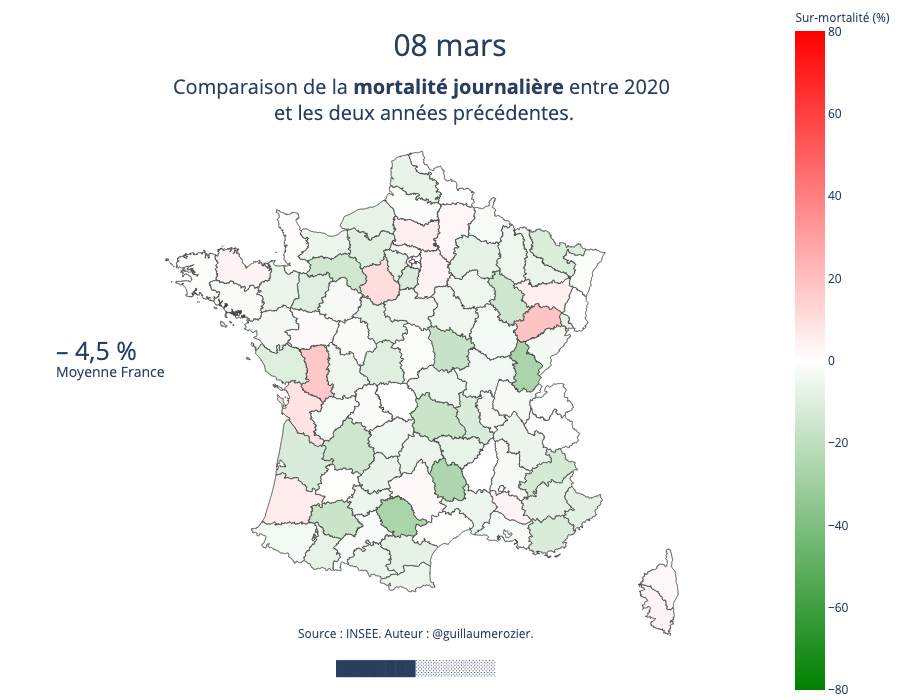 Sur-mortalité (%)
08 mars
Comparaison de la mortalité journalière entre 2020
et les deux années précédentes.
80
60
40
20
0
−20
−40
−60
−80
– 4,5 %
Moyenne France
Source : INSEE. Auteur : @guillaumerozier.